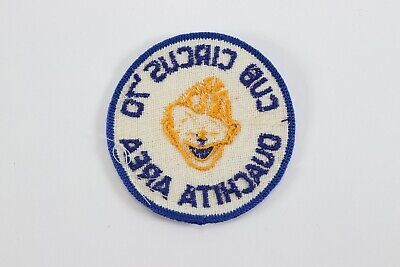 CUB CIRCUS '70
OUACHITA AREA